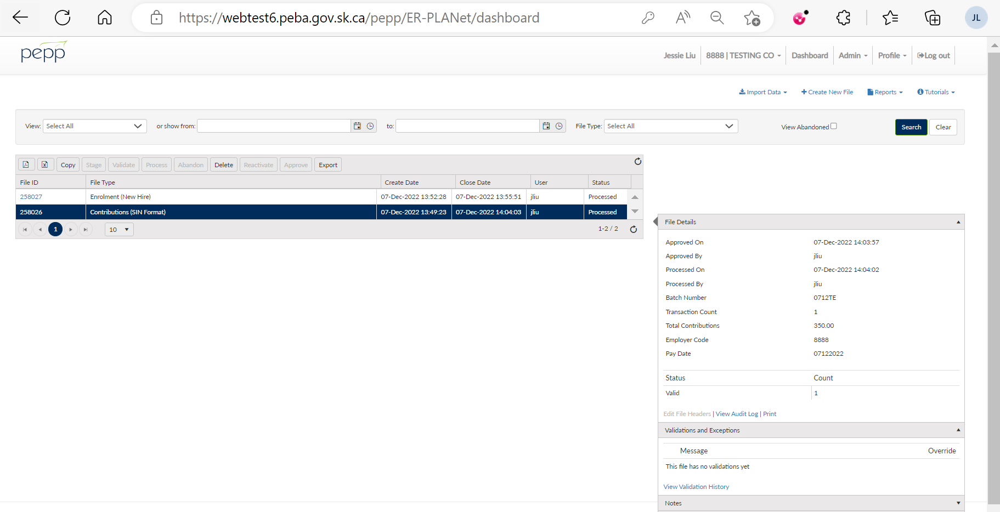 https://webtest6.peba.gov.sk.ca/pepp/ER-PLANet/dashboard
JL
pepp
Jessie Liu 8888 | TESTING CO Dashboard Admin Profile Log out
Import Data Create New File Reports Tutorials
View: Select All or show from: to: File Type: Select All View Abandoned Search Clear
Copy Stage Validate Process Abandon Delete Reactivate Approve Export
File ID File Type Create Date Close Date User Status
258027 Enrolment (New Hire) 07-Dec-2022 13:52:28 07-Dec-2022 13:55:51 jliu Processed
258026 Contributions (SIN Format) 07-Dec-2022 13:49:23 07-Dec-2022 14:04:03 jliu Processed
1 10 1-2 / 2
File Details
Approved On 07-Dec-2022 14:03:57
Approved By jliu
Processed On 07-Dec-2022 14:04:02
Processed By jliu
Batch Number 0712TE
Transaction Count 1
Total Contributions 350.00
Employer Code 8888
Pay Date 07122022
Status Count
Valid 1
Edit File Headers | View Audit Log | Print
Validations and Exceptions
Message Override
This file has no validations yet
View Validation History
Notes